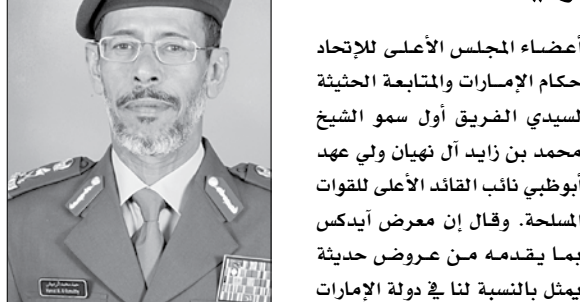 أعضاء المجلس الأعلى للإتحاد
حكام الإمـارات والمتابعة الحثيثة
لسيدي الفريق أول سمو الشيخ
محمد بن زايد آل نهيان ولي عهد
أبوظبي نائب القائد الأعلى للقوات
المسلحة. وقال إن معرض آيدكس
بما يقدمه من عروض حديثة
يمثل بالنسبة لنا في دولة الإمارات